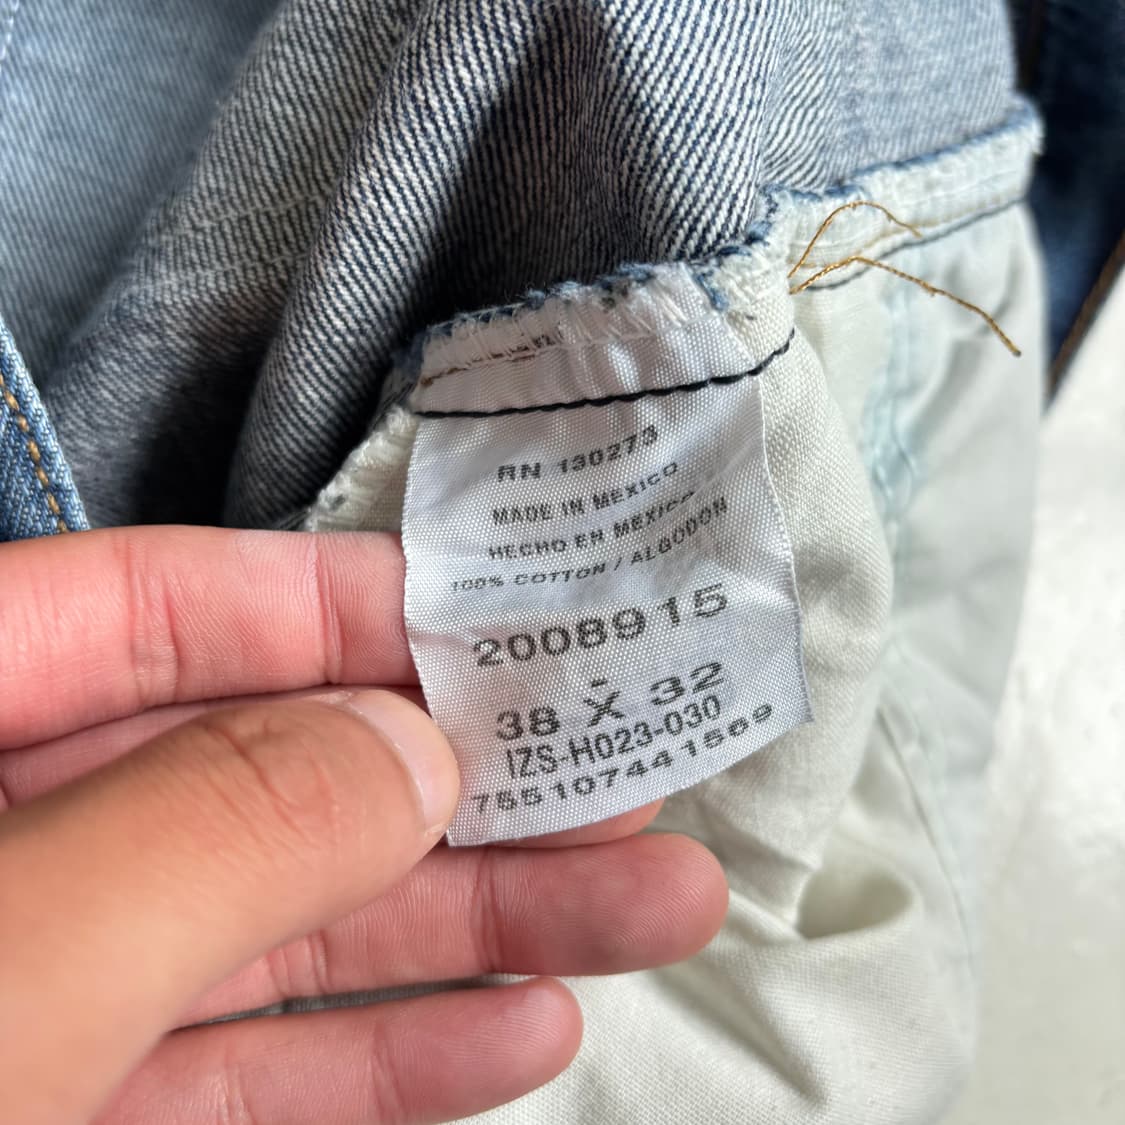 RN 130273
MADE IN MEXICO
HECHO EN MEXICO
100% COTTON / ALGODON
2008915
38 X 32
IZS-H023-030
755107441569